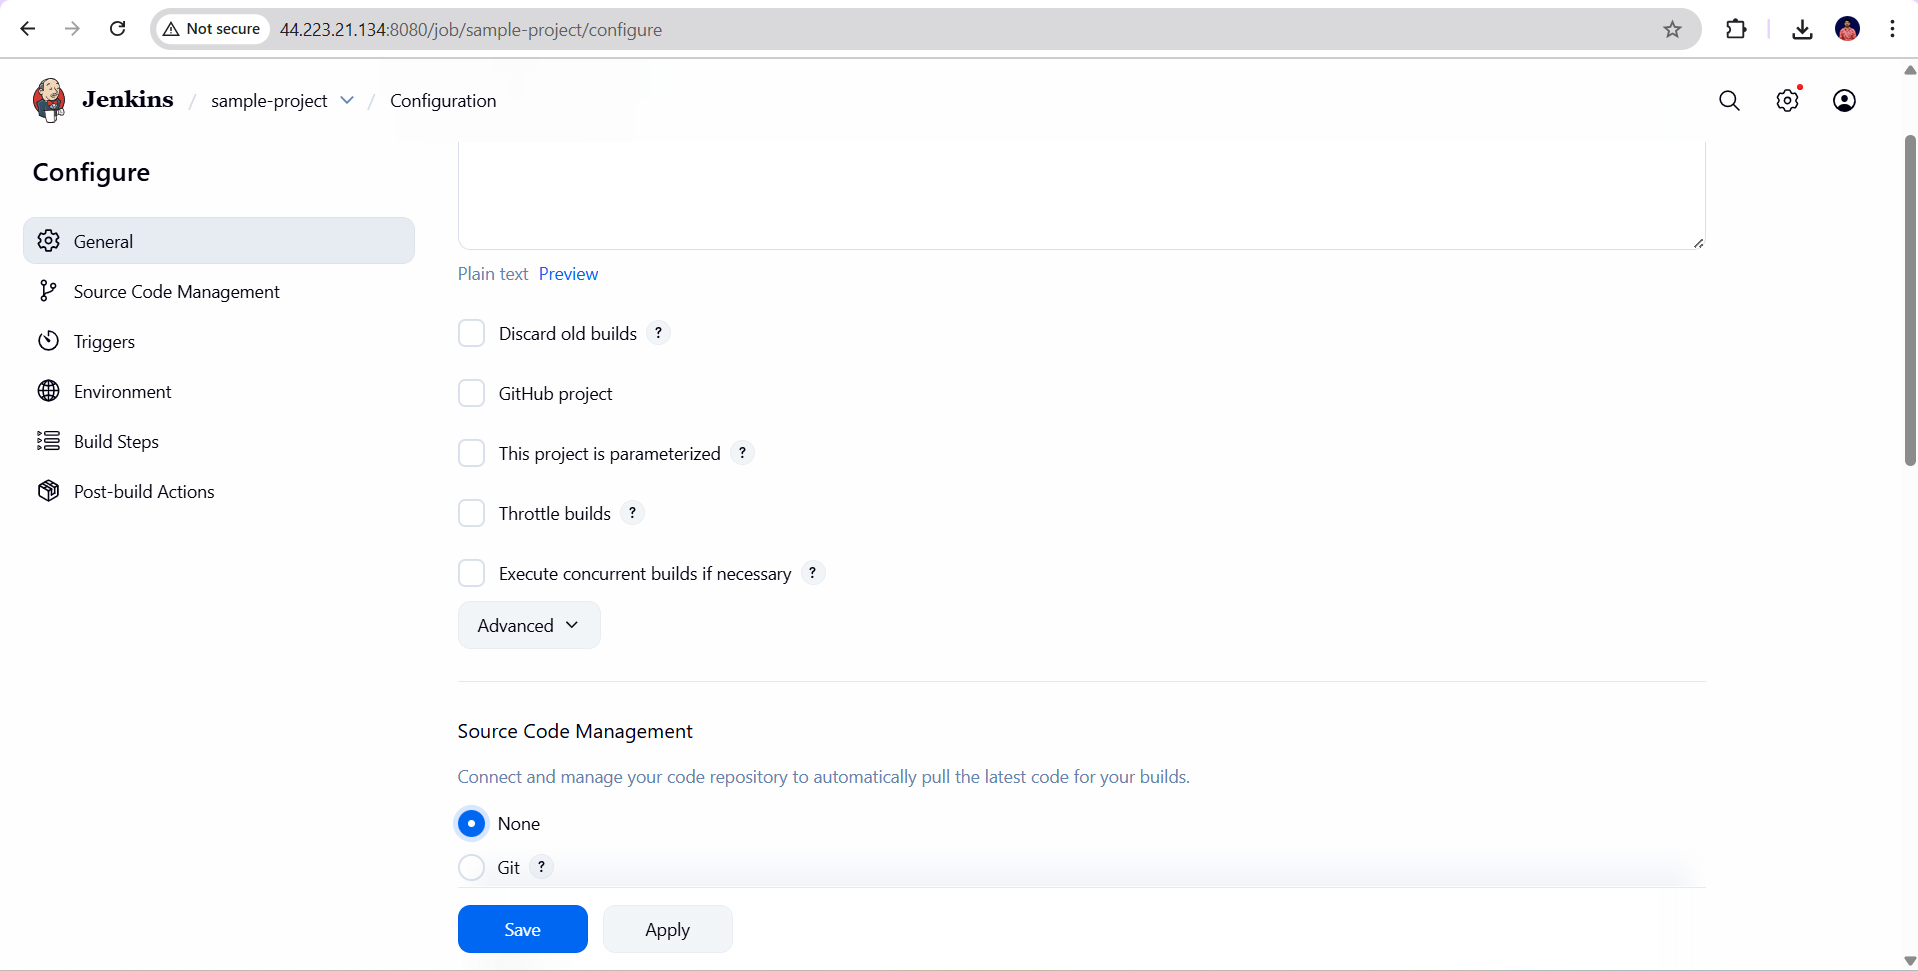 Not secure 44.223.21.134:8080/job/sample-project/configure
Jenkins / sample-project / Configuration
Configure
General
Source Code Management
Triggers
Environment
Build Steps
Post-build Actions
Plain text Preview
Discard old builds ?
GitHub project
This project is parameterized ?
Throttle builds ?
Execute concurrent builds if necessary ?
Advanced
Source Code Management
Connect and manage your code repository to automatically pull the latest code for your builds.
None
Git ?
Save Apply